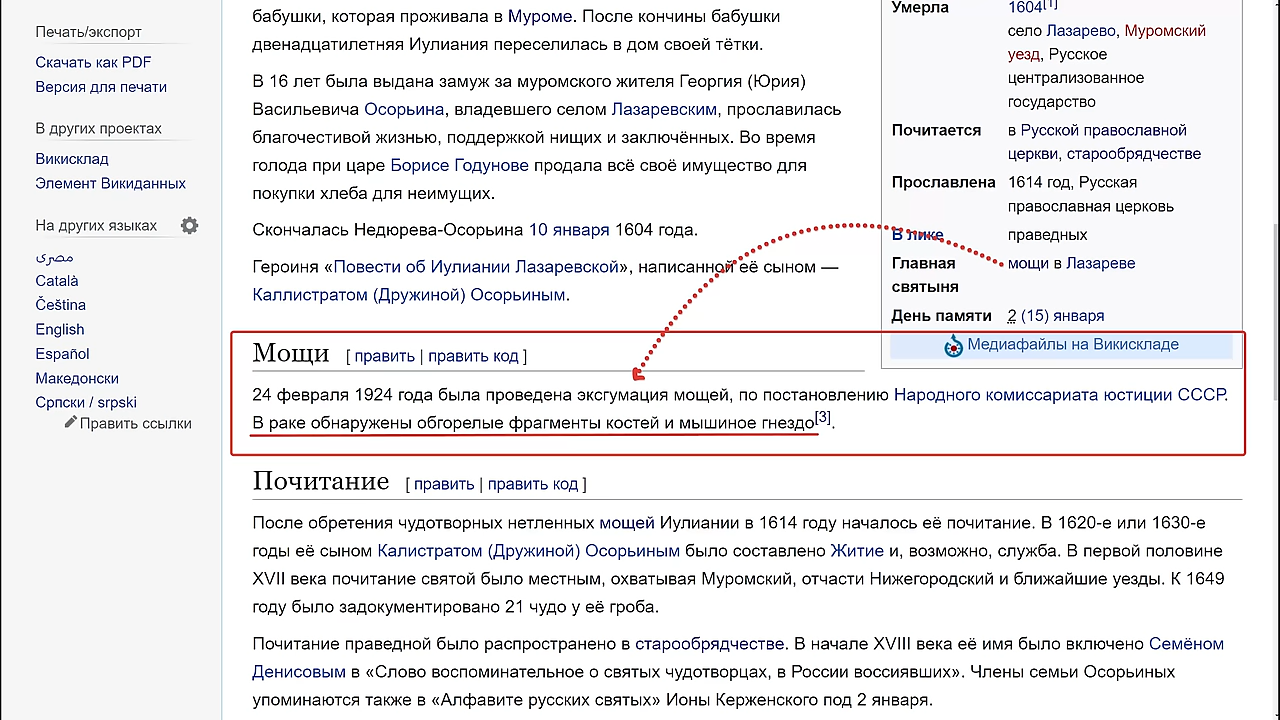 Печать/экспорт
Скачать как PDF
Версия для печати
В других проектах
Викисклад
Элемент Викиданных
На других языках
مصرى
Català
Čeština
English
Español
Македонски
Српски / srpski
Править ссылки
бабушки, которая проживала в Муроме. После кончины бабушки
двенадцатилетняя Иулиания переселилась в дом своей тётки.
В 16 лет была выдана замуж за муромского жителя Георгия (Юрия)
Васильевича Осорьина, владевшего селом Лазаревским, прославилась
благочестивой жизнью, поддержкой нищих и заключённых. Во время
голода при царе Борисе Годунове продала всё своё имущество для
покупки хлеба для неимущих.
Скончалась Недюрева-Осорьина 10 января 1604 года.
Героиня «Повести об Иулиании Лазаревской», написанной её сыном —
Каллистратом (Дружиной) Осорьиным.
Умерла 1604[1]
село Лазарево, Муромский
уезд, Русское
централизованное
государство
Почитается в Русской православной
церкви, старообрядчестве
Прославлена 1614 год, Русская
православная церковь
В лике праведных
Главная мощи в Лазареве
святыня
День памяти 2 (15) января
Медиафайлы на Викискладе
Мощи [ править | править код ]
24 февраля 1924 года была проведена эксгумация мощей, по постановлению Народного комиссариата юстиции СССР.
В раке обнаружены обгорелые фрагменты костей и мышиное гнездо[3].
Почитание [ править | править код ]
После обретения чудотворных нетленных мощей Иулиании в 1614 году началось её почитание. В 1620-е или 1630-е
годы её сыном Калистратом (Дружиной) Осорьиным было составлено Житие и, возможно, служба. В первой половине
XVII века почитание святой было местным, охватывая Муромский, отчасти Нижегородский и ближайшие уезды. К 1649
году было задокументировано 21 чудо у её гроба.
Почитание праведной было распространено в старообрядчестве. В начале XVIII века её имя было включено Семёном
Денисовым в «Слово воспоминательное о святых чудотворцах, в России воссиявших». Члены семьи Осорьиных
упоминаются также в «Алфавите русских святых» Ионы Керженского под 2 января.